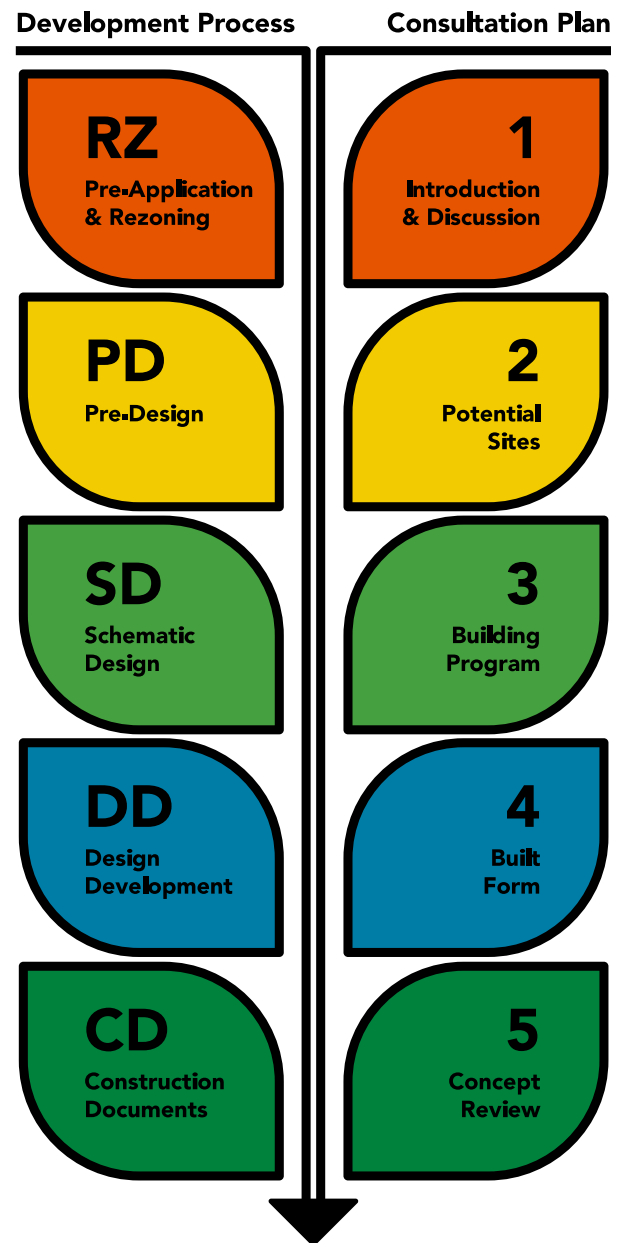 Development Process
Consultation Plan
RZ
Pre-Application
& Rezoning
1
Introduction
& Discussion
PD
Pre-Design
2
Potential
Sites
SD
Schematic
Design
3
Building
Program
DD
Design
Development
4
Built
Form
CD
Construction
Documents
5
Concept
Review